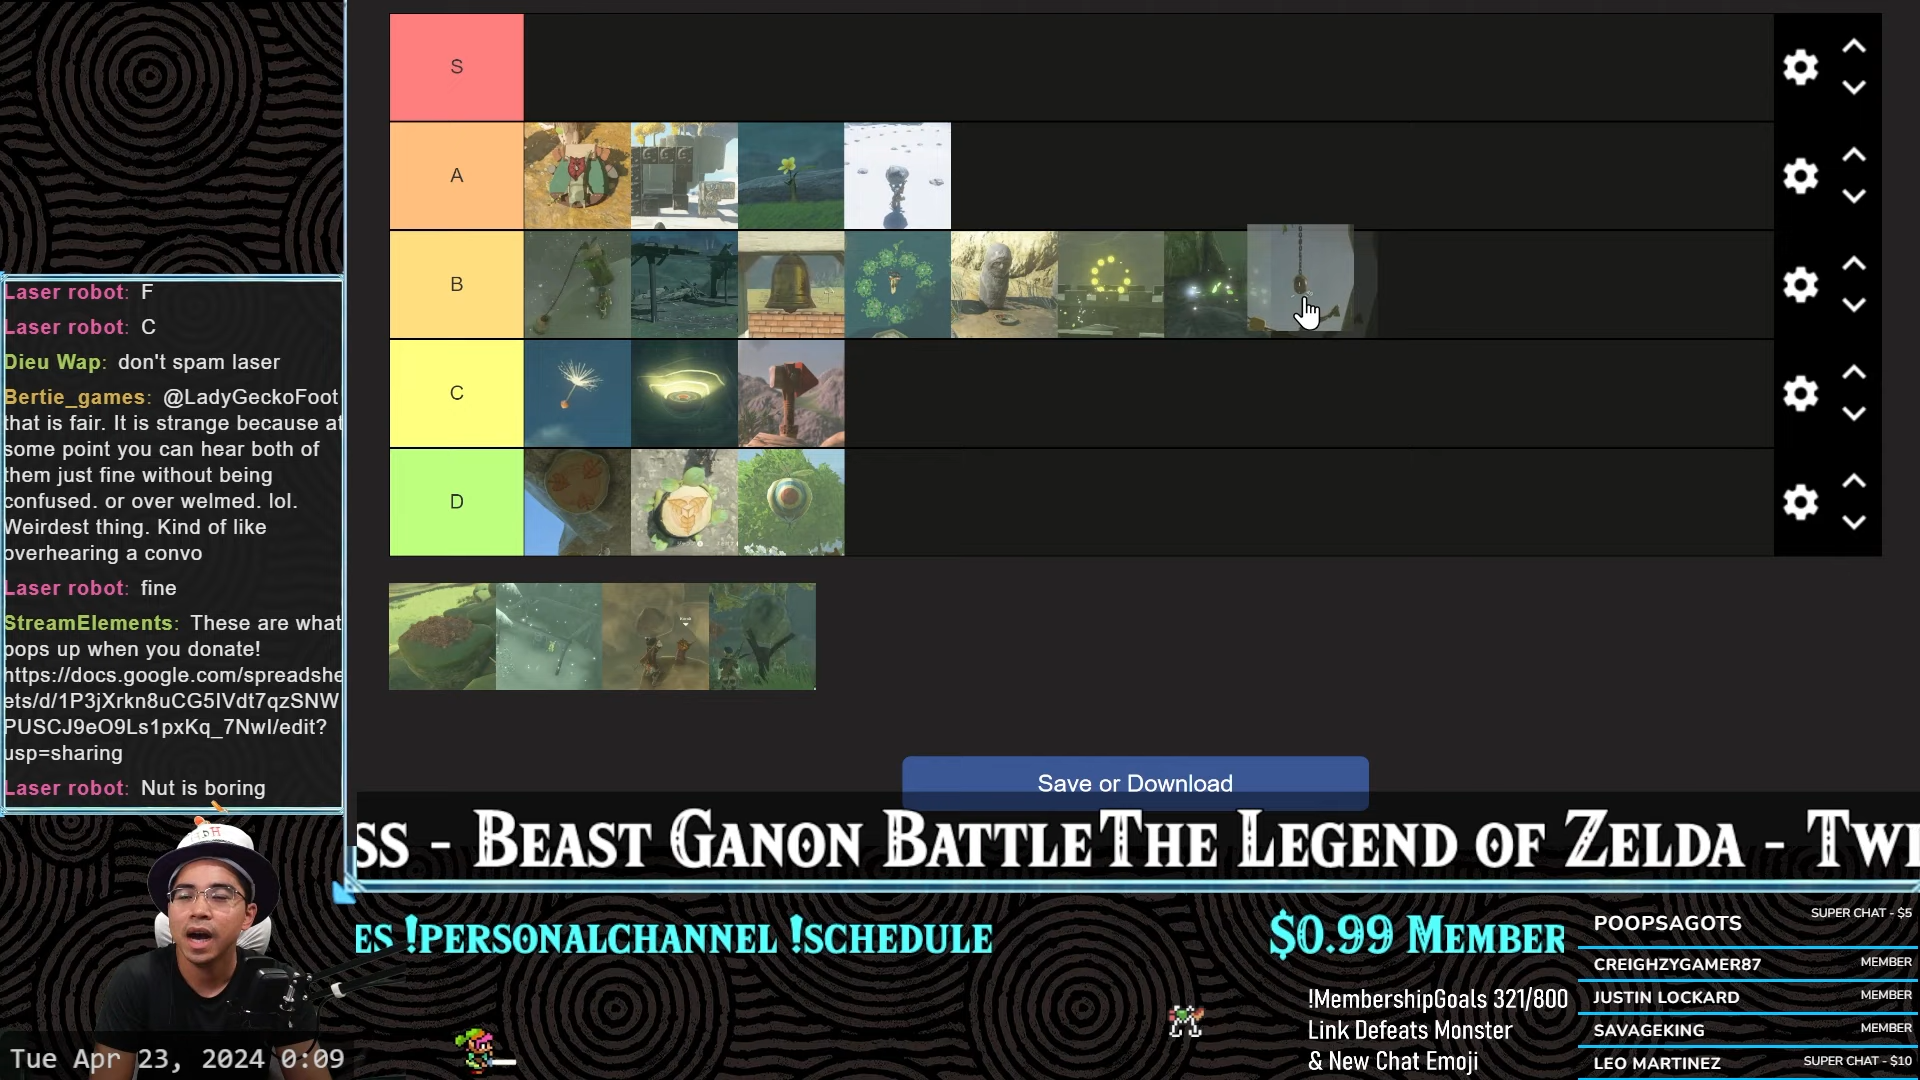 S
A
B
C
D
Laser robot: F
Laser robot: C
Dieu Wap: don't spam laser
Bertie_games: @LadyGeckoFoot
that is fair. It is strange because at
some point you can hear both of
them just fine without being
confused. or over welmed. lol.
Weirdest thing. Kind of like
overhearing a convo
Laser robot: fine
StreamElements: These are what
pops up when you donate!
https://docs.google.com/spreadshe
ets/d/1P3jXrkn8uCG5IVdt7qzSNW
PUSCJ9eO9Ls1pxKq_7NwI/edit?
usp=sharing
Laser robot: Nut is boring
Save or Download
ss - Beast Ganon Battle The Legend of Zelda - Twi
es !personalchannel !schedule
$0.99 Member
!MembershipGoals 321/800
Link Defeats Monster
& New Chat Emoji
POOPSAGOTS SUPER CHAT - $5
CREIGHZYGAMER87 MEMBER
JUSTIN LOCKARD MEMBER
SAVAGEKING MEMBER
LEO MARTINEZ SUPER CHAT - $10
Tue Apr 23, 2024 0:09